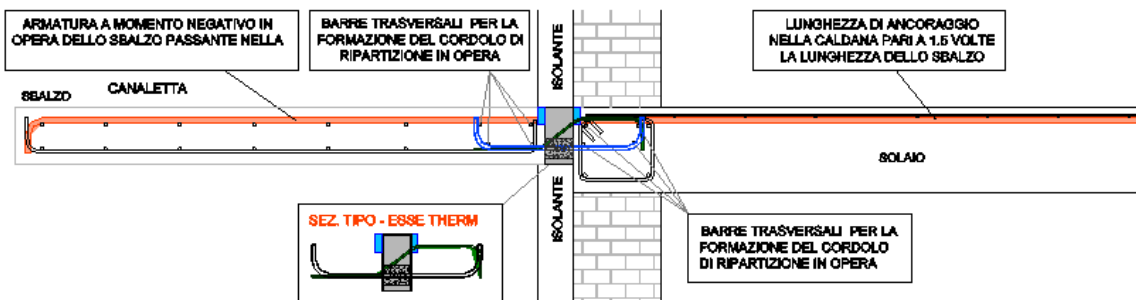 ARMATURA A MOMENTO NEGATIVO IN
OPERA DELLO SBALZO PASSANTE NELLA
CANALETTA
BARRE TRASVERSALI PER LA
FORMAZIONE DEL CORDOLO DI
RIPARTIZIONE IN OPERA
ISOLANTE
LUNGHEZZA DI ANCORAGGIO
NELLA CALDANA PARI A 1.5 VOLTE
LA LUNGHEZZA DELLO SBALZO
SBALZO
SOLAIO
ISOLANTE
SEZ. TIPO - ESSE THERM
BARRE TRASVERSALI PER LA
FORMAZIONE DEL CORDOLO
DI RIPARTIZIONE IN OPERA